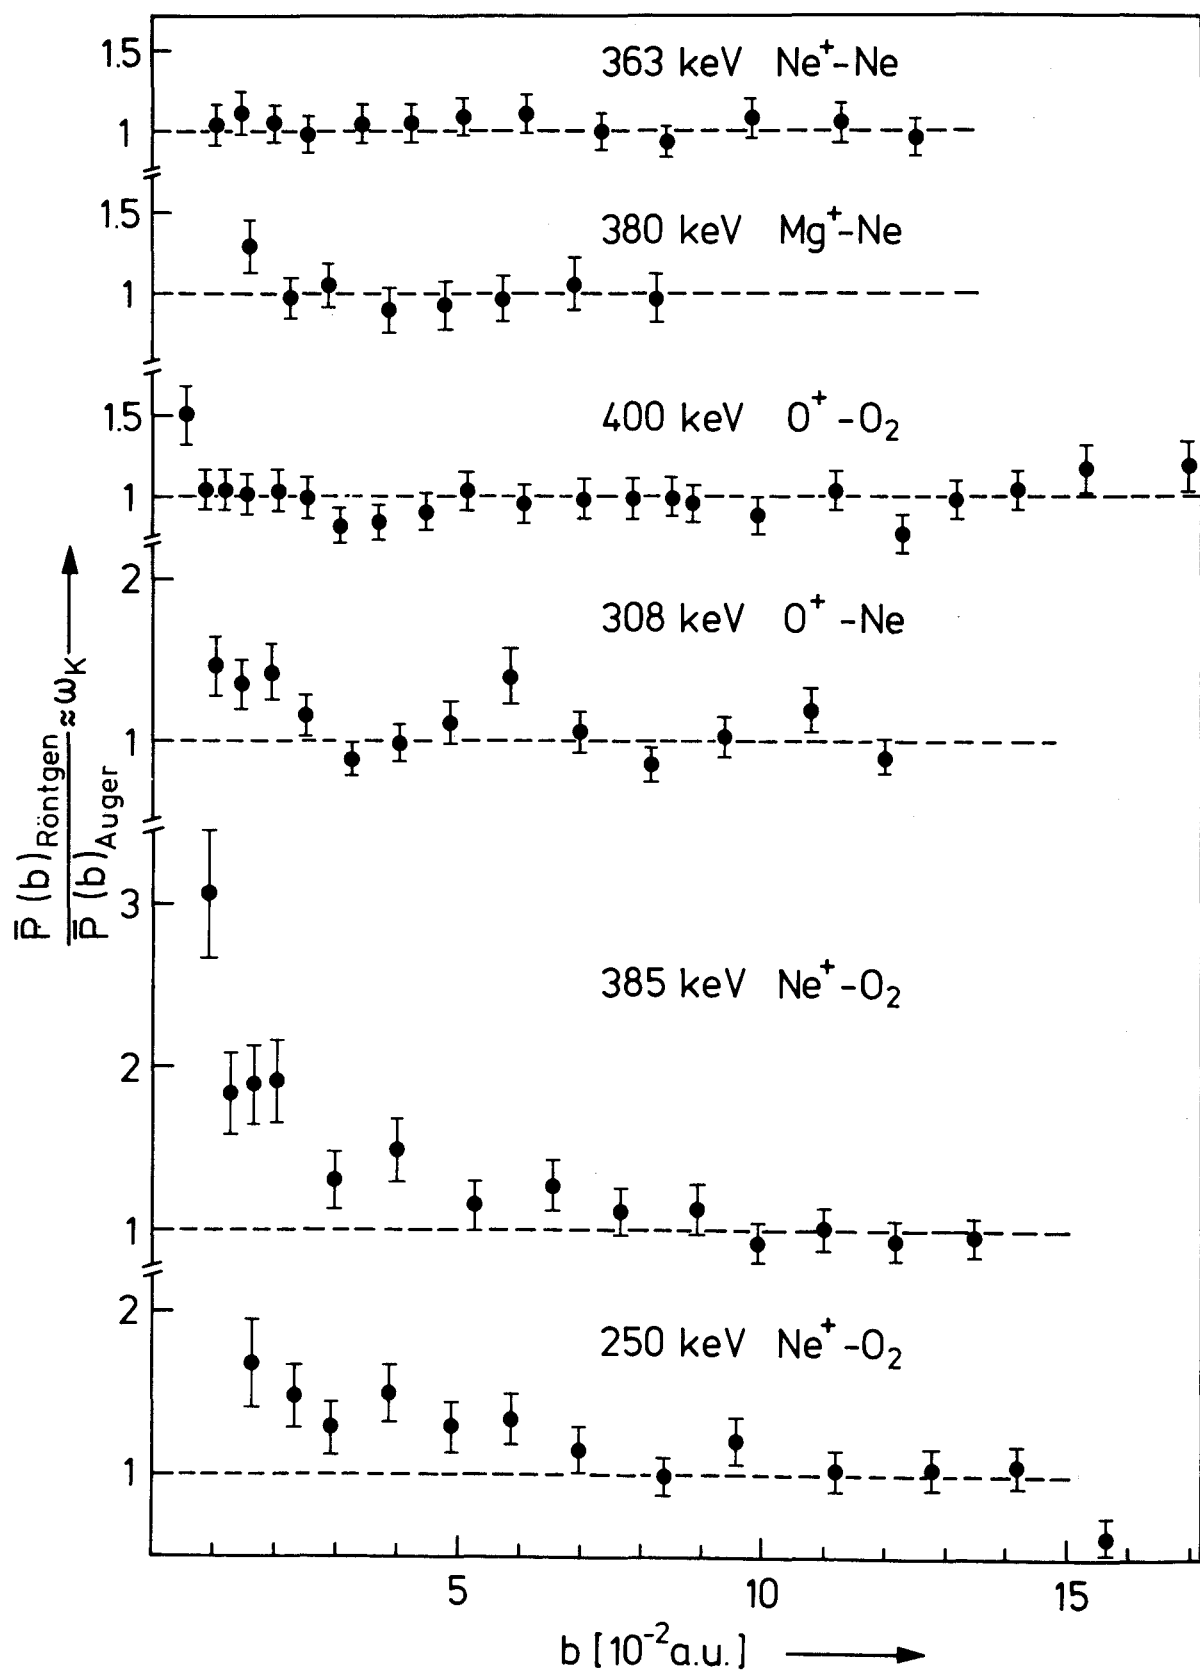 1.5
363 keV Ne⁺-Ne
1
1.5
380 keV Mg⁺-Ne
1
1.5
400 keV O⁺-O₂
1
2
308 keV O⁺-Ne
1
P̅(b)Röntgen / P̅(b)Auger ≈ ωK
3
385 keV Ne⁺-O₂
2
1
2
250 keV Ne⁺-O₂
1
5 10 15
b [10⁻²a.u.]